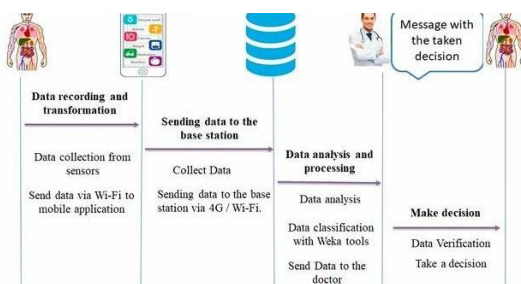 Message with
the taken
decision
Data recording and
transformation
Data collection from
sensors
Send data via Wi-Fi to
mobile application
Sending data to the
base station
Collect Data
Sending data to the base
station via 4G / Wi-Fi.
Data analysis and
processing
Data analysis
Data classification
with Weka tools
Send Data to the
doctor
Make decision
Data Verification
Take a decision